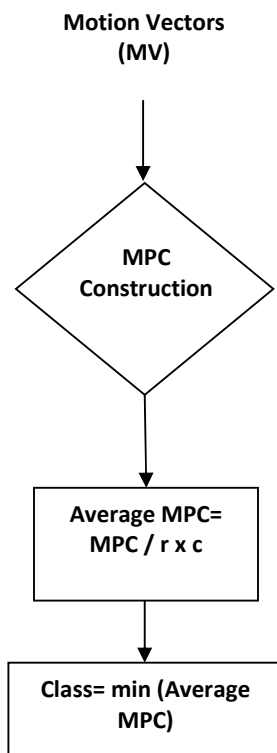 Motion Vectors
(MV)
MPC
Construction
Average MPC=
MPC / r x c
Class= min (Average
MPC)